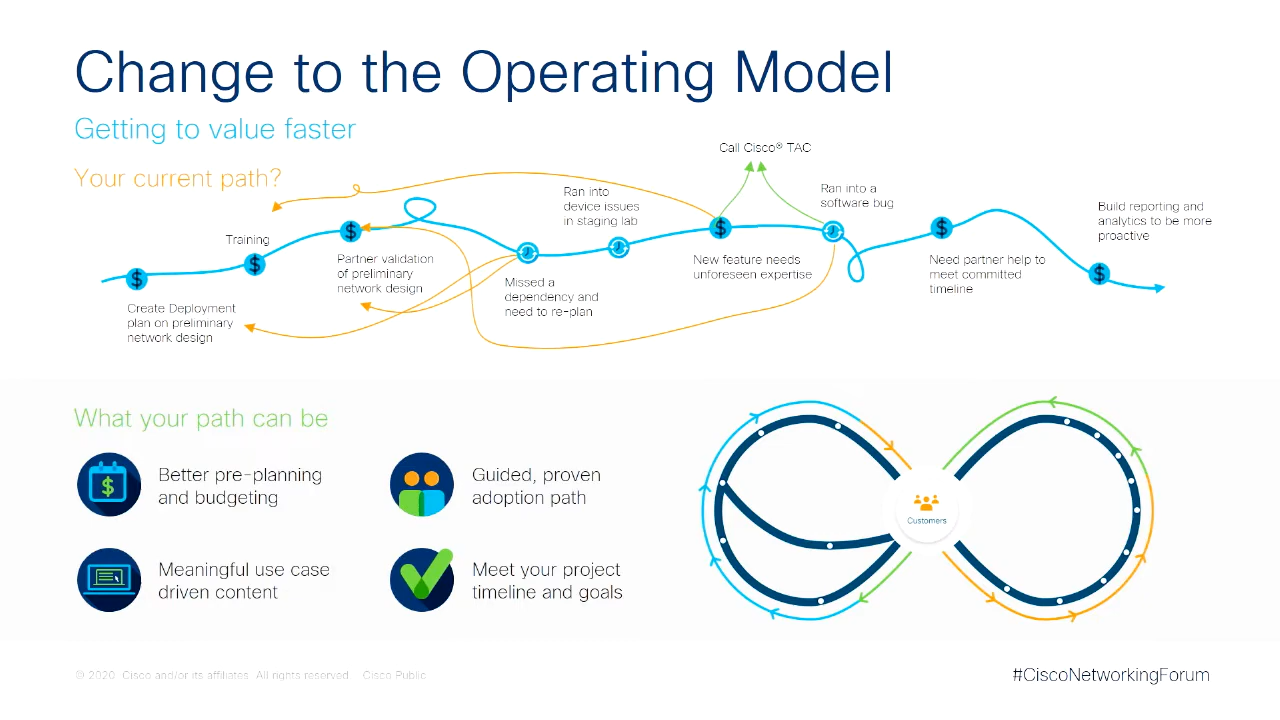 Change to the Operating Model
Getting to value faster
Your current path?
Create Deployment
plan on preliminary
network design
Training
Partner validation
of preliminary
network design
Missed a
dependency and
need to re-plan
Ran into
device issues
in staging lab
Call Cisco® TAC
New feature needs
unforeseen expertise
Ran into a
software bug
Need partner help to
meet committed
timeline
Build reporting and
analytics to be more
proactive
What your path can be
Better pre-planning
and budgeting
Guided, proven
adoption path
Meaningful use case
driven content
Meet your project
timeline and goals
Customers
© 2020 Cisco and/or its affiliates. All rights reserved. Cisco Public
#CiscoNetworkingForum